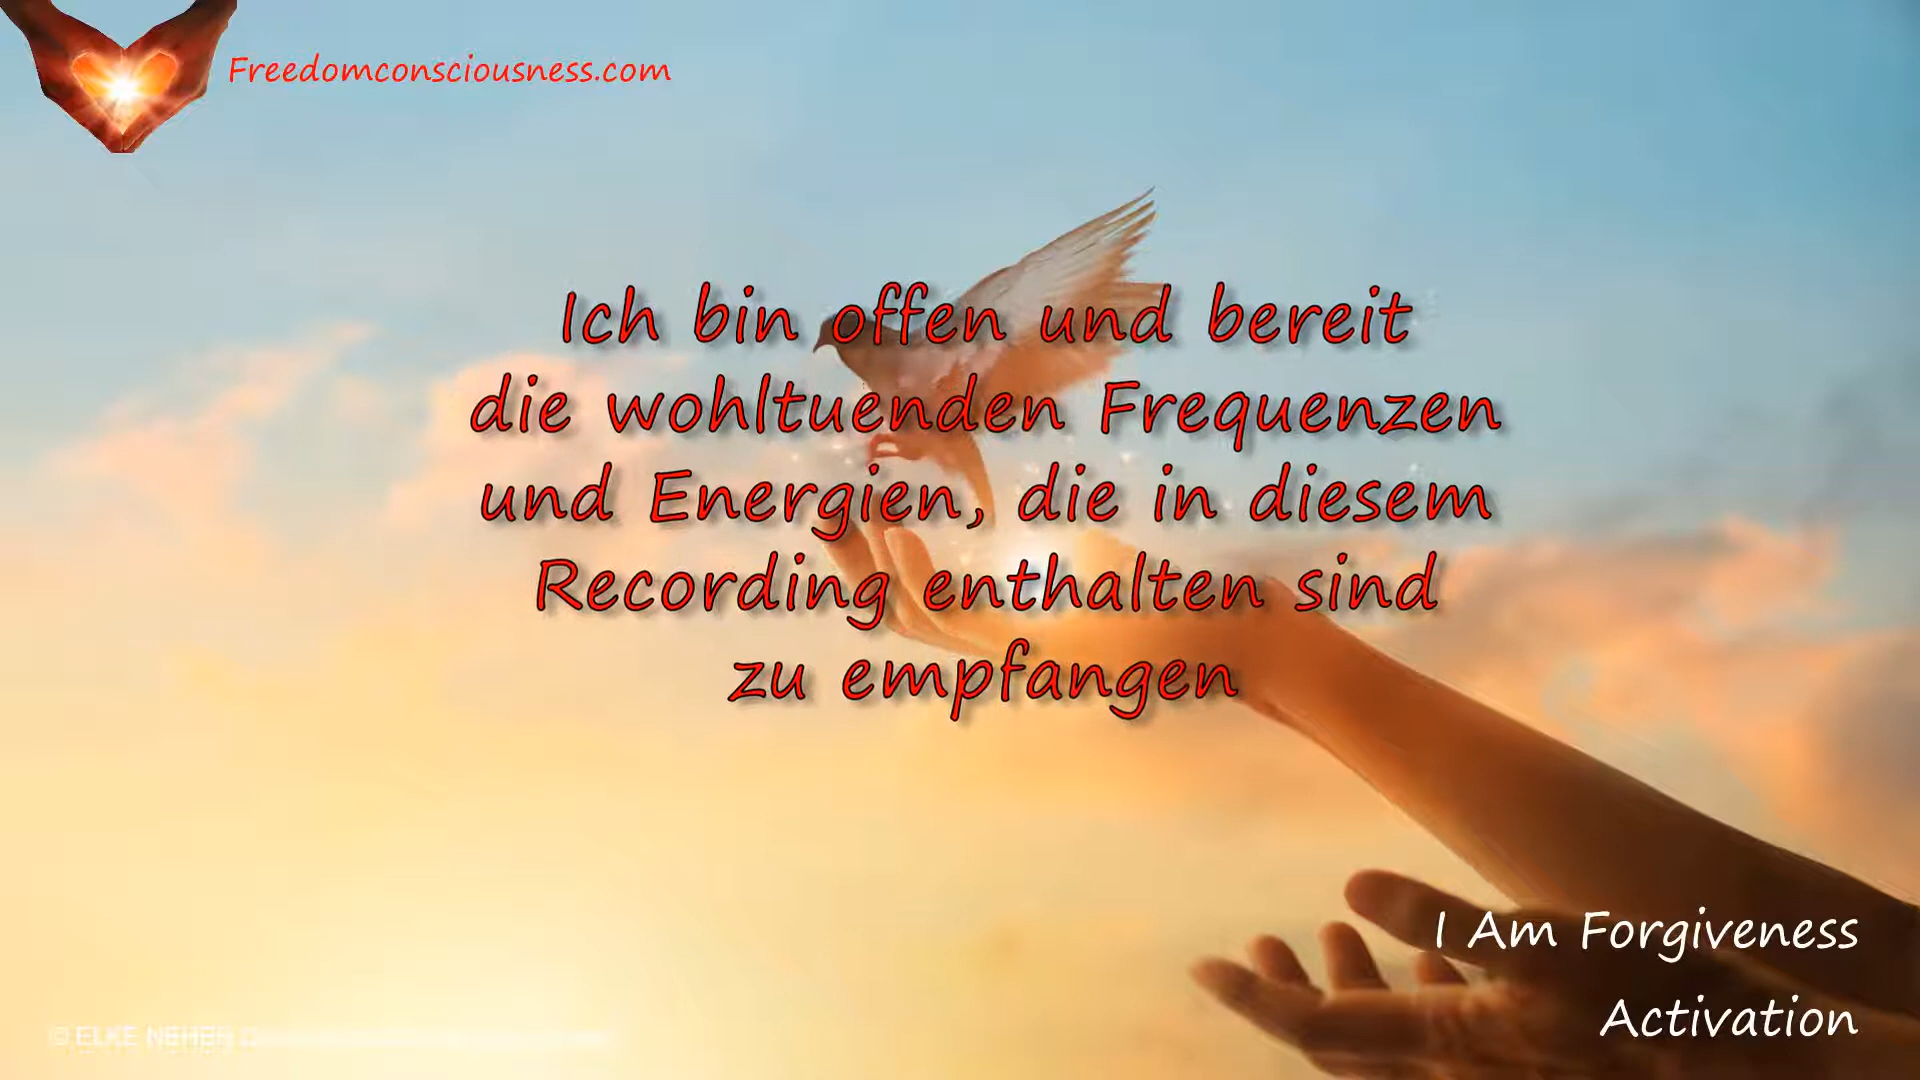 Freedomconsciousness.com
Ich bin offen und bereit
die wohltuenden Frequenzen
und Energien, die in diesem
Recording enthalten sind
zu empfangen
I Am Forgiveness
Activation
© ELKE NEHER